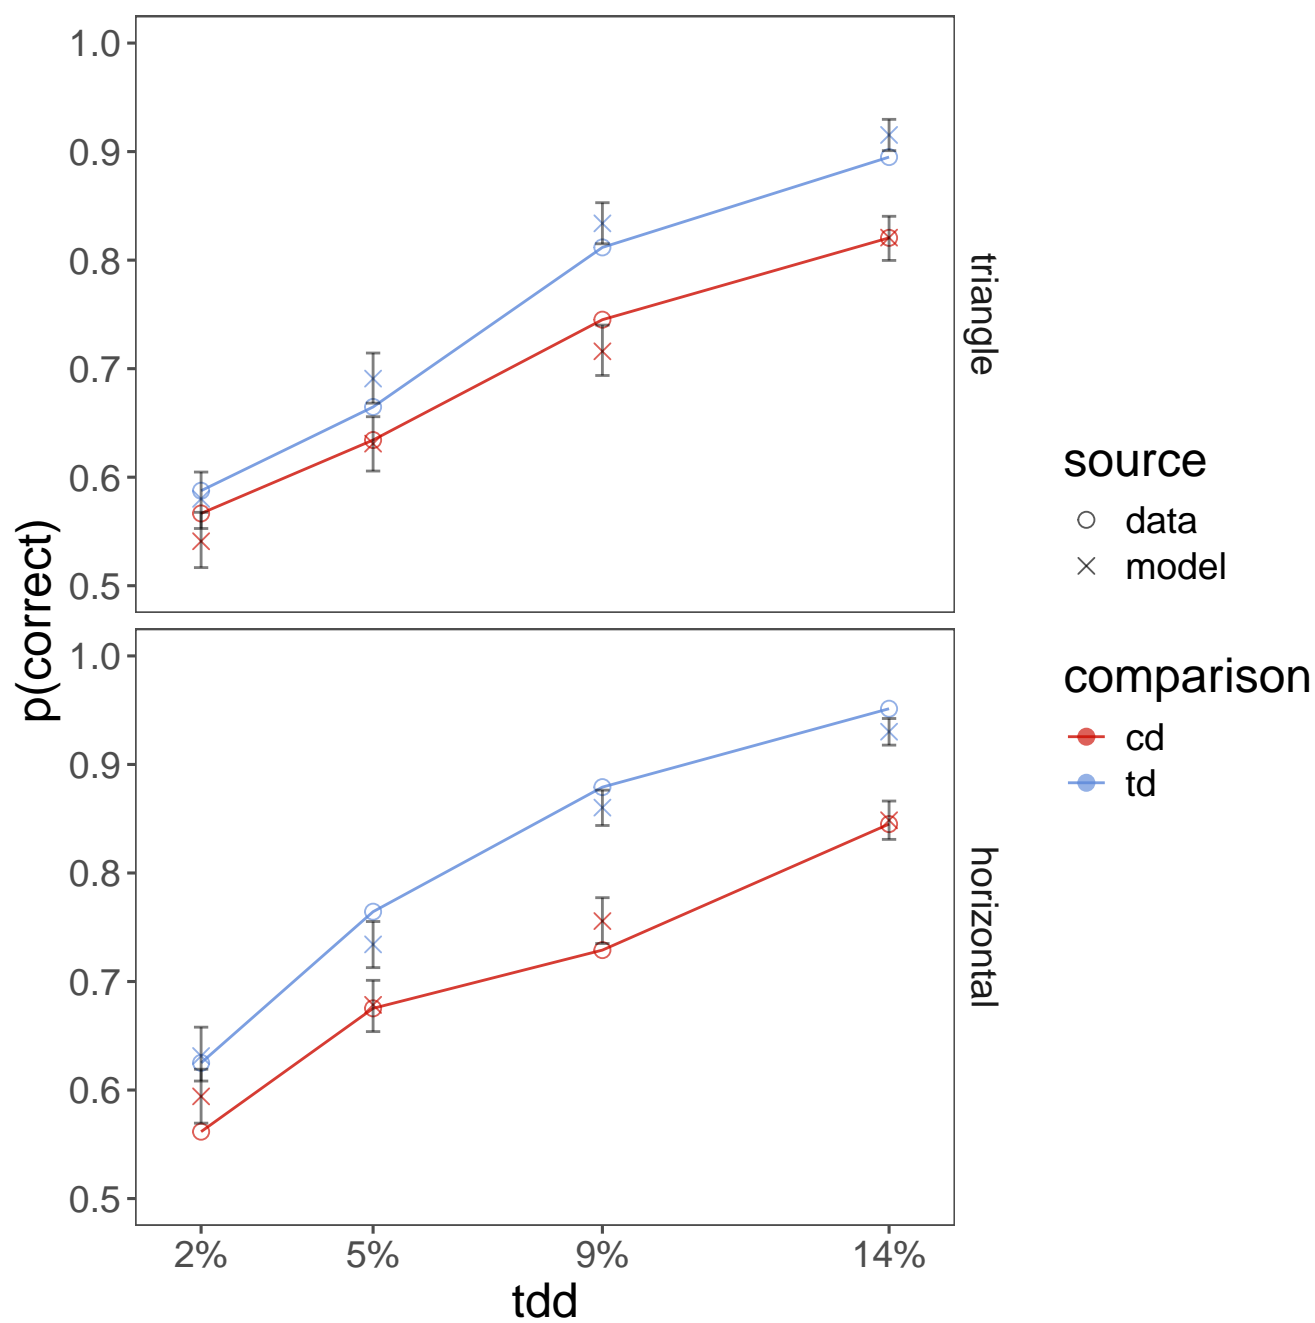 1.0
0.9
0.8
0.7
0.6
0.5
triangle
p(correct)
1.0
0.9
0.8
0.7
0.6
0.5
horizontal
2% 5% 9% 14%
tdd
source
data
model
comparison
cd
td